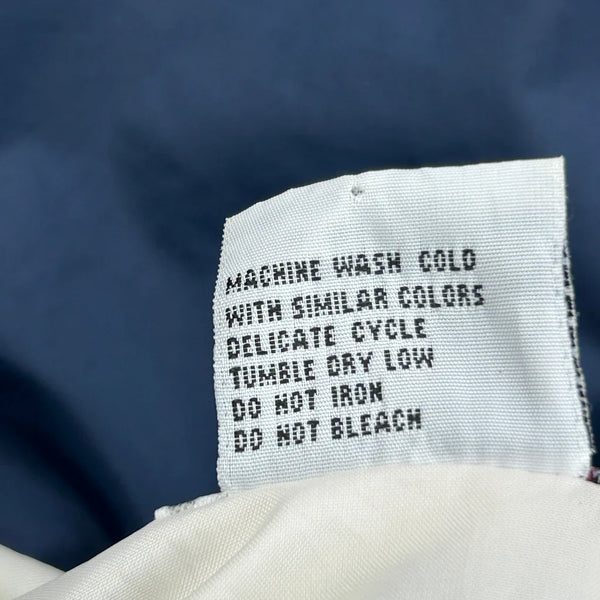 MACHINE WASH COLD
WITH SIMILAR COLORS
DELICATE CYCLE
TUMBLE DRY LOW
DO NOT IRON
DO NOT BLEACH